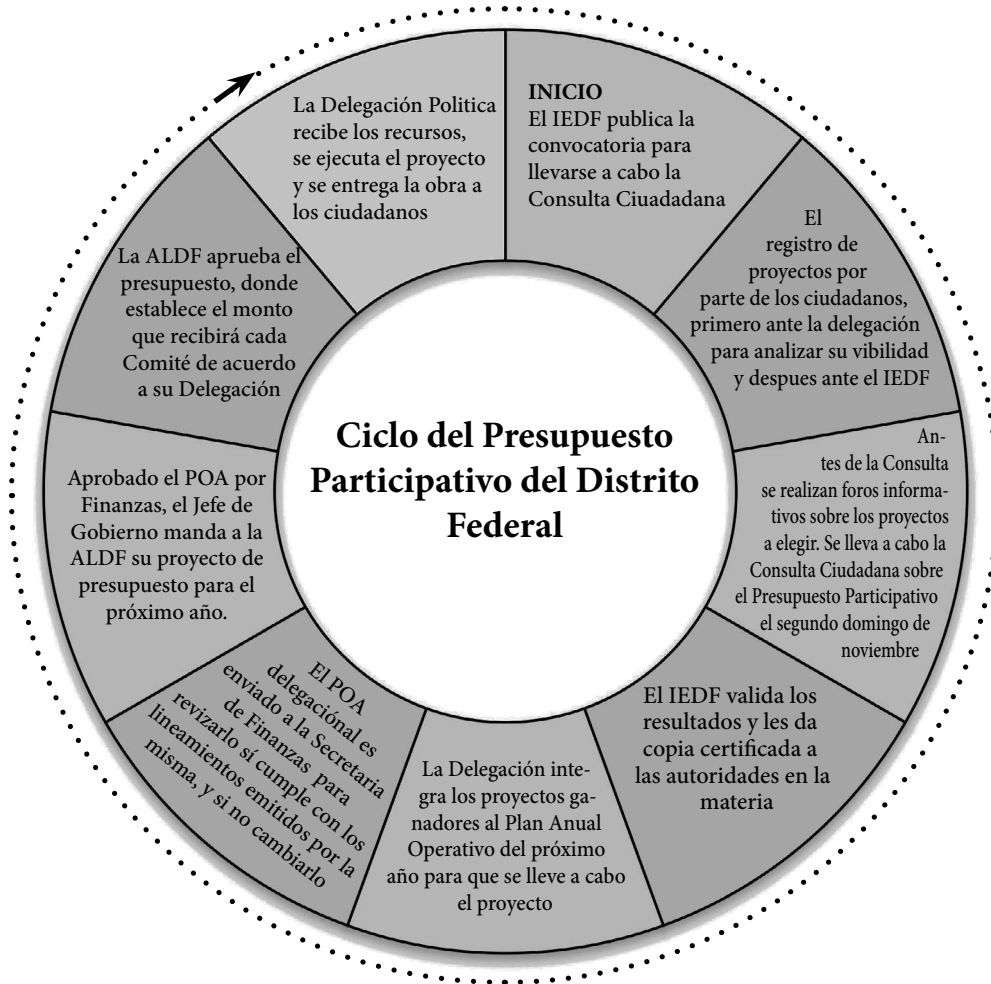 INICIO
El IEDF publica la
convocatoria para
llevarse a cabo la
Consulta Ciuadadana
El
registro de
proyectos por
parte de los ciudadanos,
primero ante la delegación
para analizar su vibilidad
y despues ante el IEDF
An-
tes de la Consulta
se realizan foros informa-
tivos sobre los proyectos
a elegir. Se lleva a cabo la
Consulta Ciudadana sobre
el Presupuesto Participativo
el segundo domingo de
noviembre
El IEDF valida los
resultados y les da
copia certificada a
las autoridades en la
materia
La Delegación inte-
gra los proyectos ga-
nadores al Plan Anual
Operativo del próximo
año para que se lleve a cabo
el proyecto
El POA
delegaciónal es
enviado a la Secretaria
de Finanzas para
revizarlo sí cumple con los
lineamientos emitidos por la
misma, y si no cambiarlo
Aprobado el POA por
Finanzas, el Jefe de
Gobierno manda a la
ALDF su proyecto de
presupuesto para el
próximo año.
La ALDF aprueba el
presupuesto, donde
establece el monto
que recibirá cada
Comité de acuerdo
a su Delegación
La Delegación Politica
recibe los recursos,
se ejecuta el proyecto
y se entrega la obra a
los ciudadanos
Ciclo del Presupuesto
Participativo del Distrito
Federal